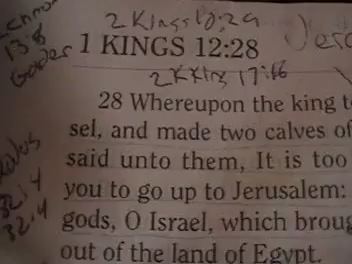 2 Kings 10:29
13:8
1 KINGS 12:28
2 Kings 17:16
28 Whereupon the king t
sel, and made two calves of
said unto them, It is too
you to go up to Jerusalem:
32:4
gods, O Israel, which broug
32:4
out of the land of Egypt.